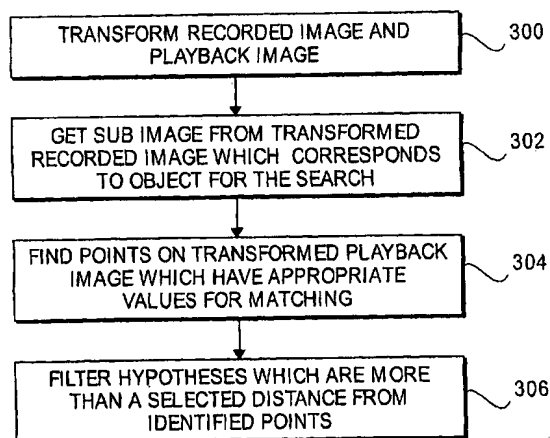 TRANSFORM RECORDED IMAGE AND
PLAYBACK IMAGE
300
GET SUB IMAGE FROM TRANSFORMED
RECORDED IMAGE WHICH CORRESPONDS
TO OBJECT FOR THE SEARCH
302
FIND POINTS ON TRANSFORMED PLAYBACK
IMAGE WHICH HAVE APPROPRIATE
VALUES FOR MATCHING
304
FILTER HYPOTHESES WHICH ARE MORE
THAN A SELECTED DISTANCE FROM
IDENTIFIED POINTS
306